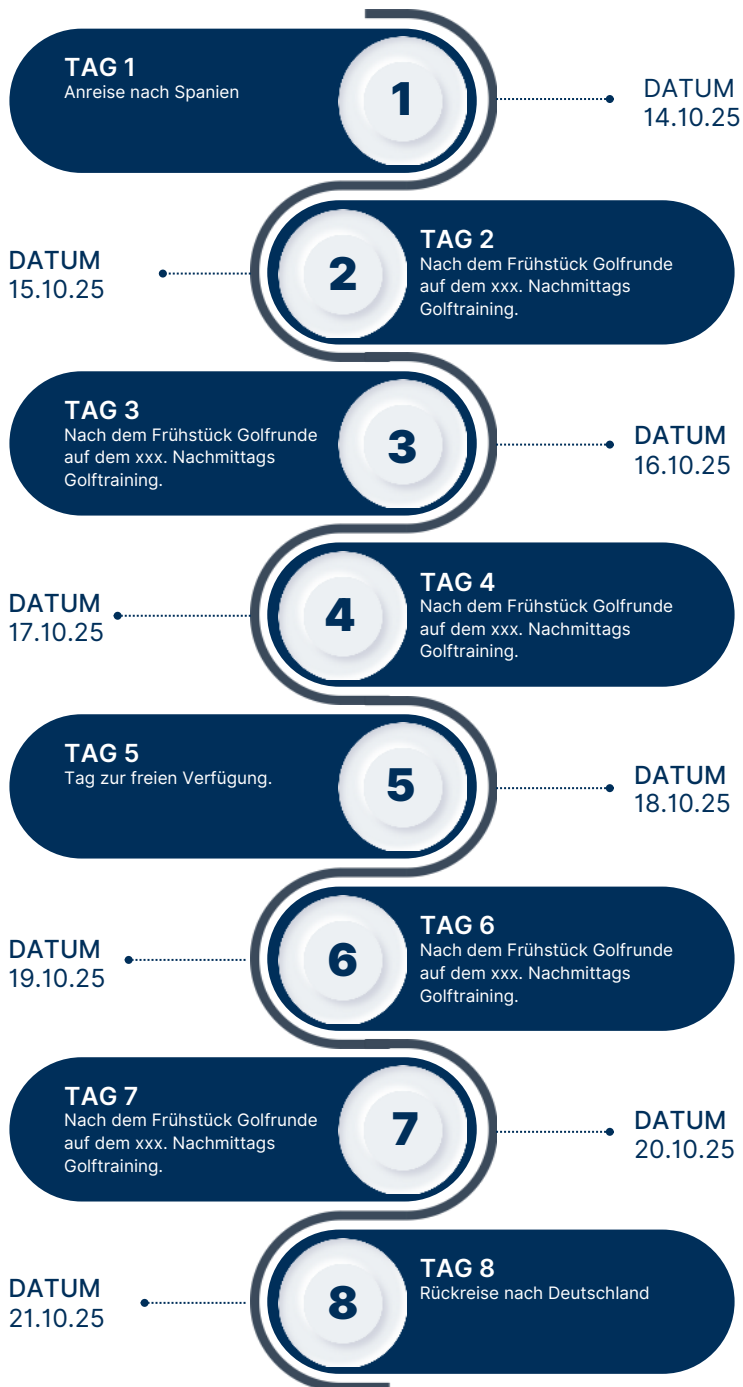 TAG 1
Anreise nach Spanien
1
DATUM
14.10.25
DATUM
15.10.25
2
TAG 2
Nach dem Frühstück Golfrunde
auf dem xxx. Nachmittags
Golftraining.
TAG 3
Nach dem Frühstück Golfrunde
auf dem xxx. Nachmittags
Golftraining.
3
DATUM
16.10.25
DATUM
17.10.25
4
TAG 4
Nach dem Frühstück Golfrunde
auf dem xxx. Nachmittags
Golftraining.
TAG 5
Tag zur freien Verfügung.
5
DATUM
18.10.25
DATUM
19.10.25
6
TAG 6
Nach dem Frühstück Golfrunde
auf dem xxx. Nachmittags
Golftraining.
TAG 7
Nach dem Frühstück Golfrunde
auf dem xxx. Nachmittags
Golftraining.
7
DATUM
20.10.25
DATUM
21.10.25
8
TAG 8
Rückreise nach Deutschland